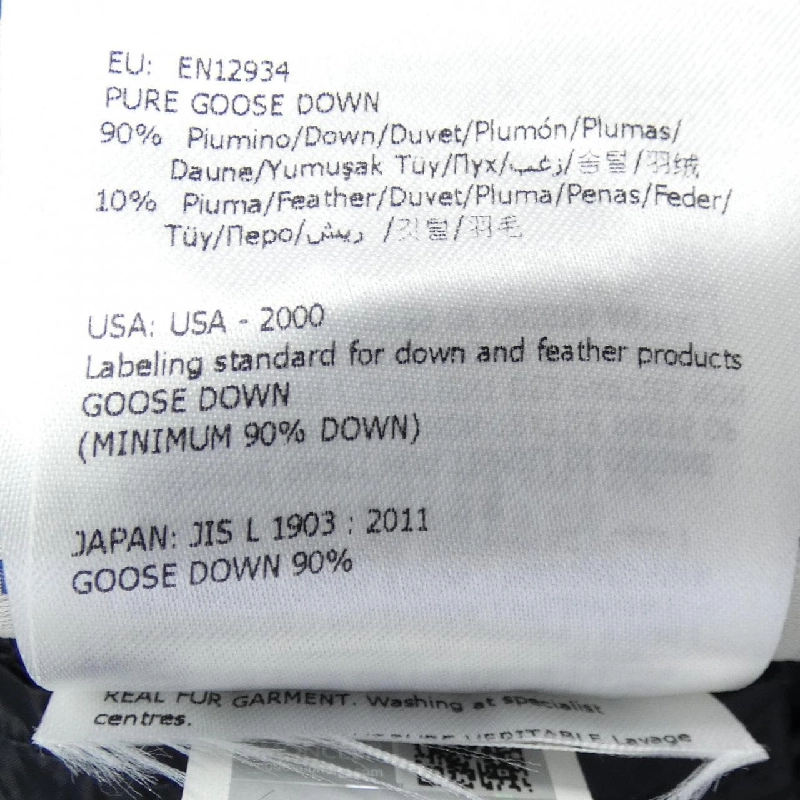 EU: EN12934
PURE GOOSE DOWN
90% Piumino/Down/Duvet/Plumón/Plumas/
Daune/Yumuşak Tüy/Пух/زغب/솜털/羽绒
10% Piuma/Feather/Duvet/Pluma/Penas/Feder/
Tüy/Перо/ريش /깃털/羽毛
USA: USA - 2000
Labeling standard for down and feather products
GOOSE DOWN
(MINIMUM 90% DOWN)
JAPAN: JIS L 1903 : 2011
GOOSE DOWN 90%
REAL FUR GARMENT. Washing at specialist
centres.
VERITABLE Lavage